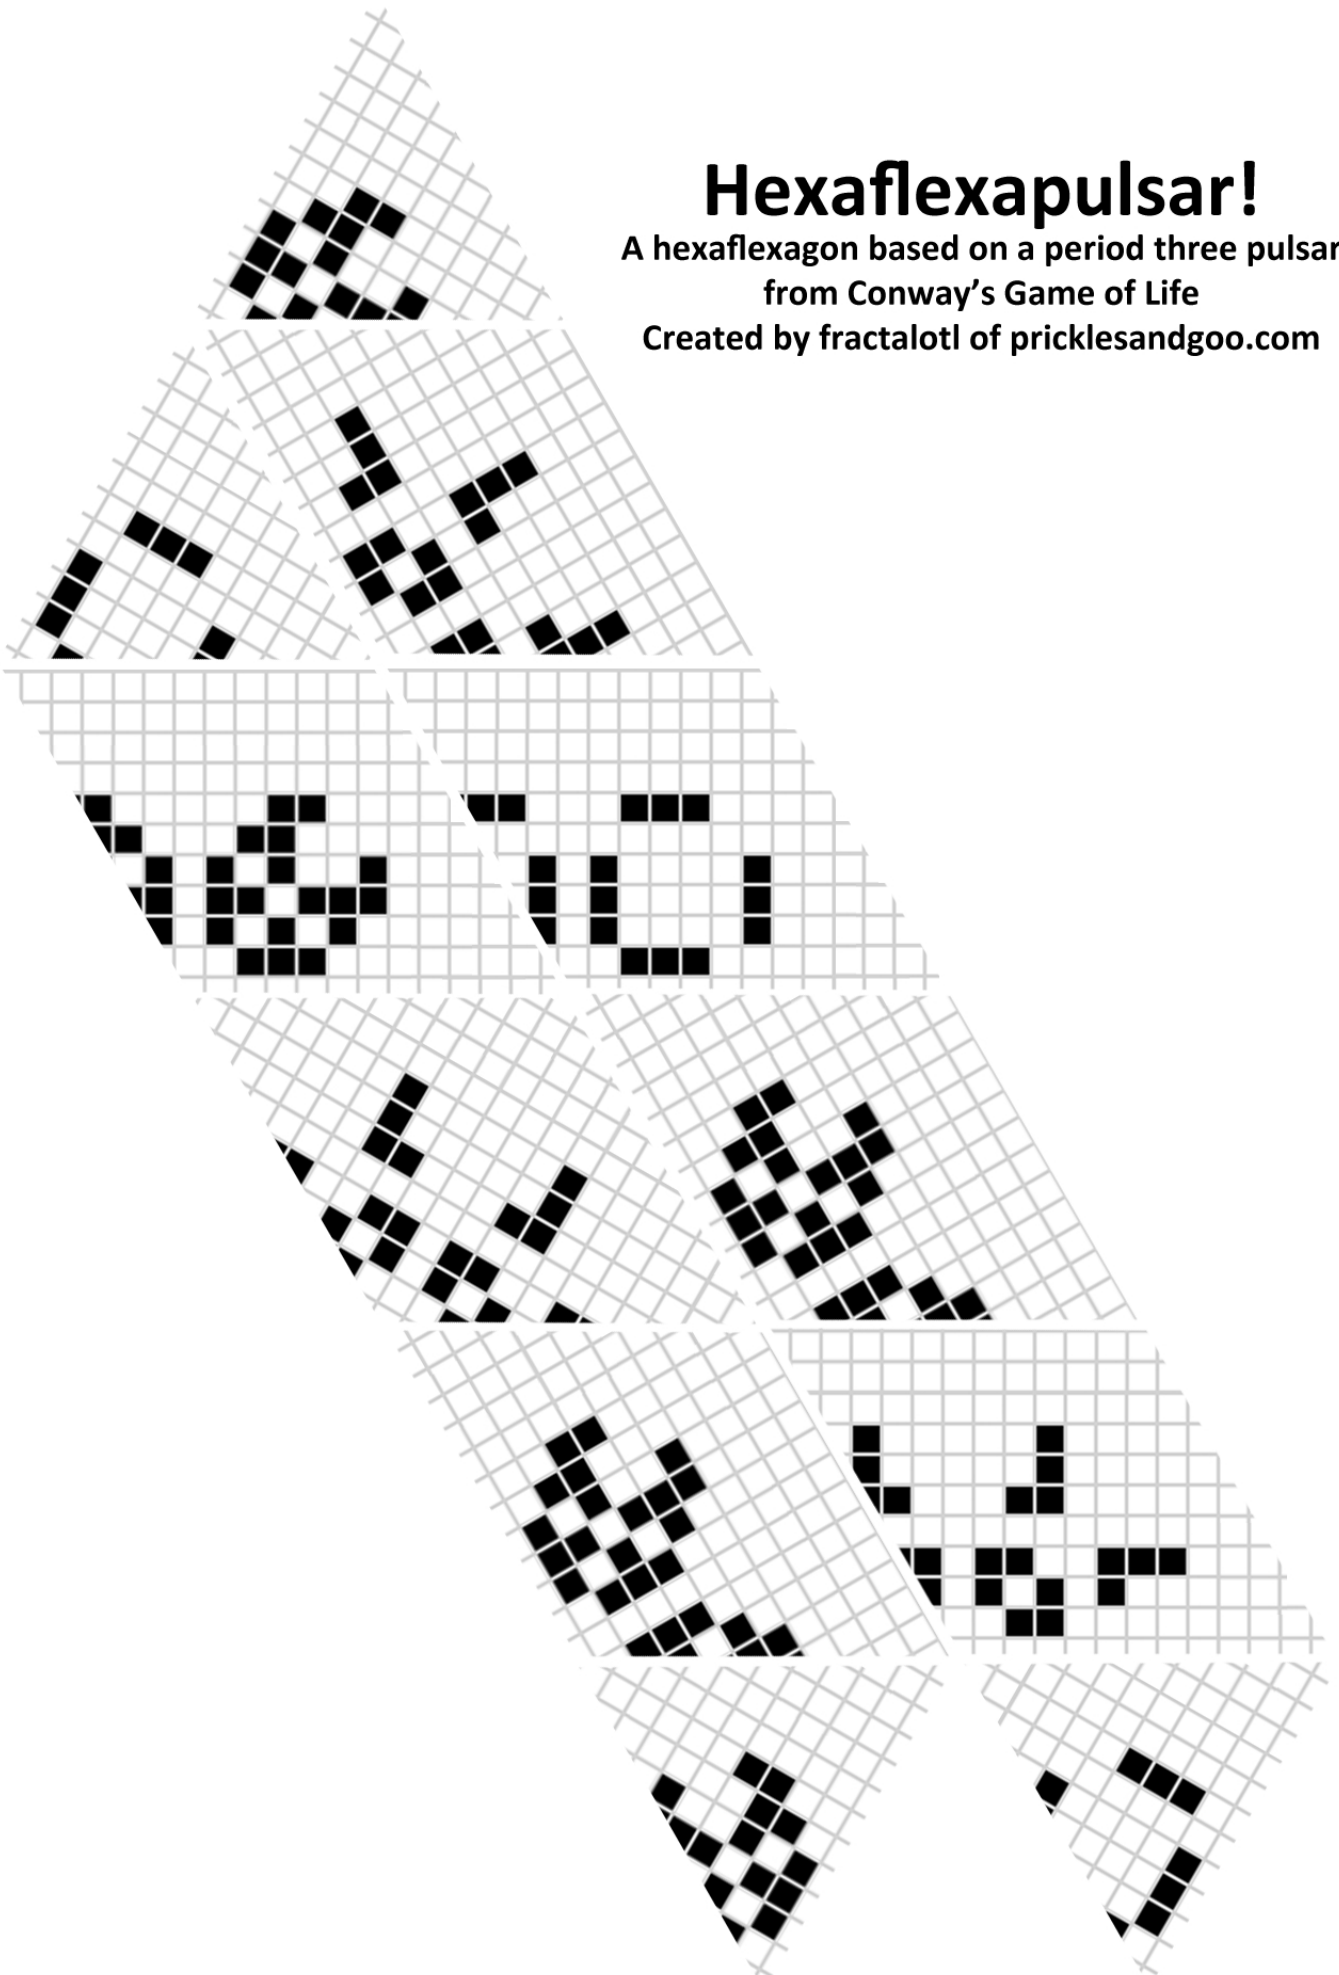 Hexaflexapulsar!
A hexaflexagon based on a period three pulsar
from Conway’s Game of Life
Created by fractalotl of pricklesandgoo.com